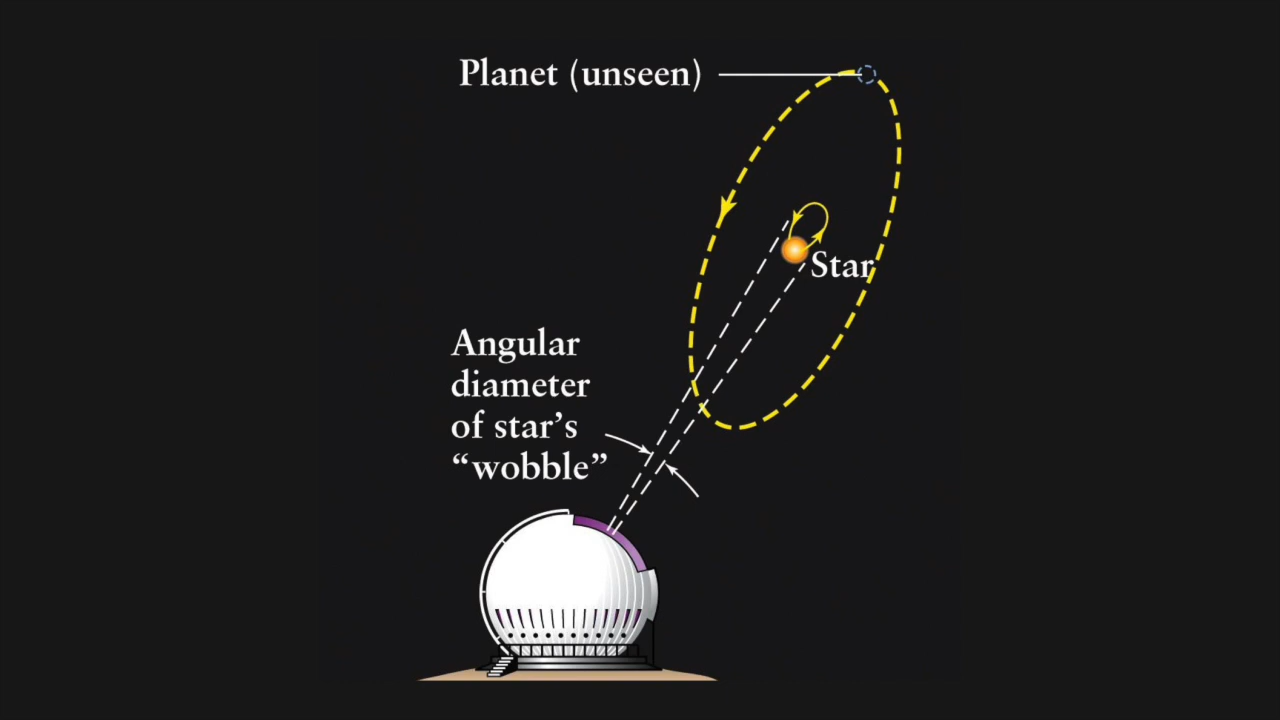 Planet (unseen)
Star
Angular
diameter
of star’s
“wobble”